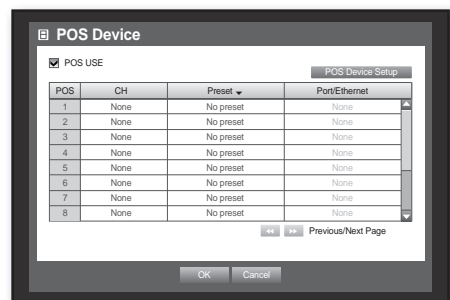 POS Device
POS USE
POS Device Setup
POS CH Preset Port/Ethernet
1 None No preset None
2 None No preset None
3 None No preset None
4 None No preset None
5 None No preset None
6 None No preset None
7 None No preset None
8 None No preset None
Previous/Next Page
OK Cancel